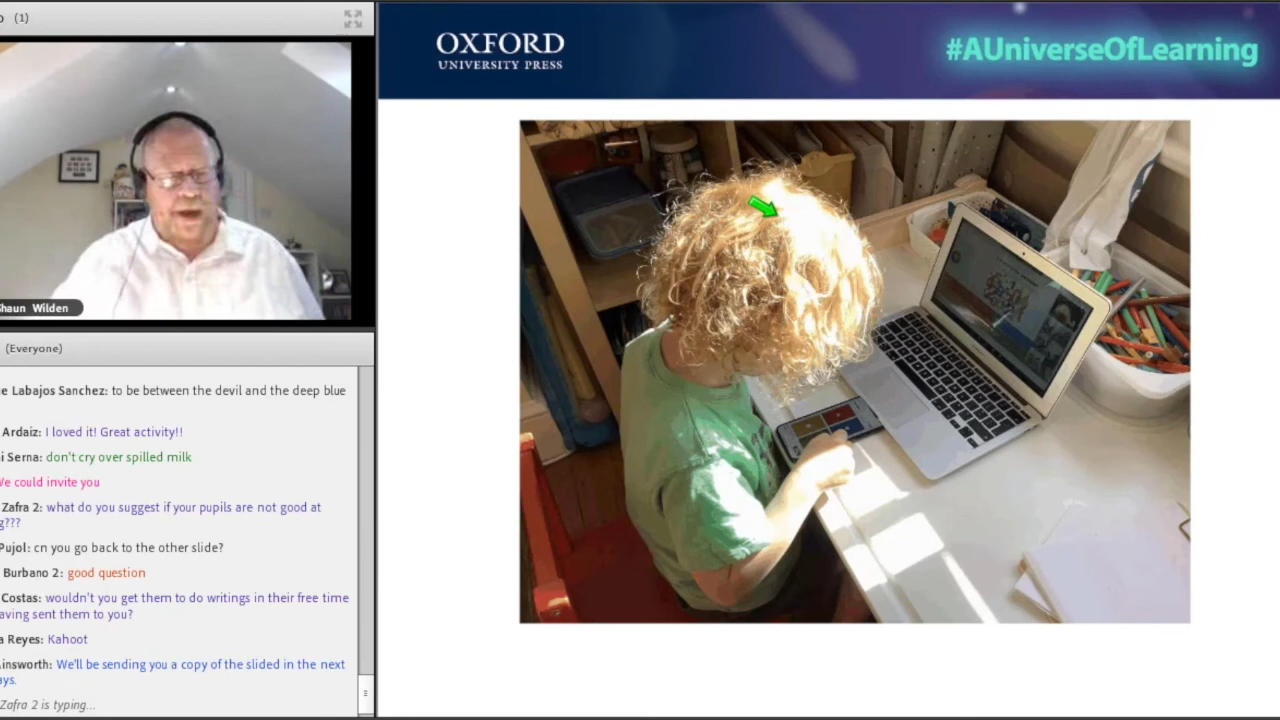 (1)
OXFORD
UNIVERSITY PRESS
#AUniverseOfLearning
Shaun Wilden
(Everyone)
Labajos Sanchez: to be between the devil and the deep blue
Ardaiz: I loved it! Great activity!!
Serna: don't cry over spilled milk
We could invite you
Zafra 2: what do you suggest if your pupils are not good at
Pujol: cn you go back to the other slide?
Burbano 2: good question
Costas: wouldn't you get them to do writings in their free time
having sent them to you?
Reyes: Kahoot
Ainsworth: We'll be sending you a copy of the slided in the next
Zafra 2 is typing...